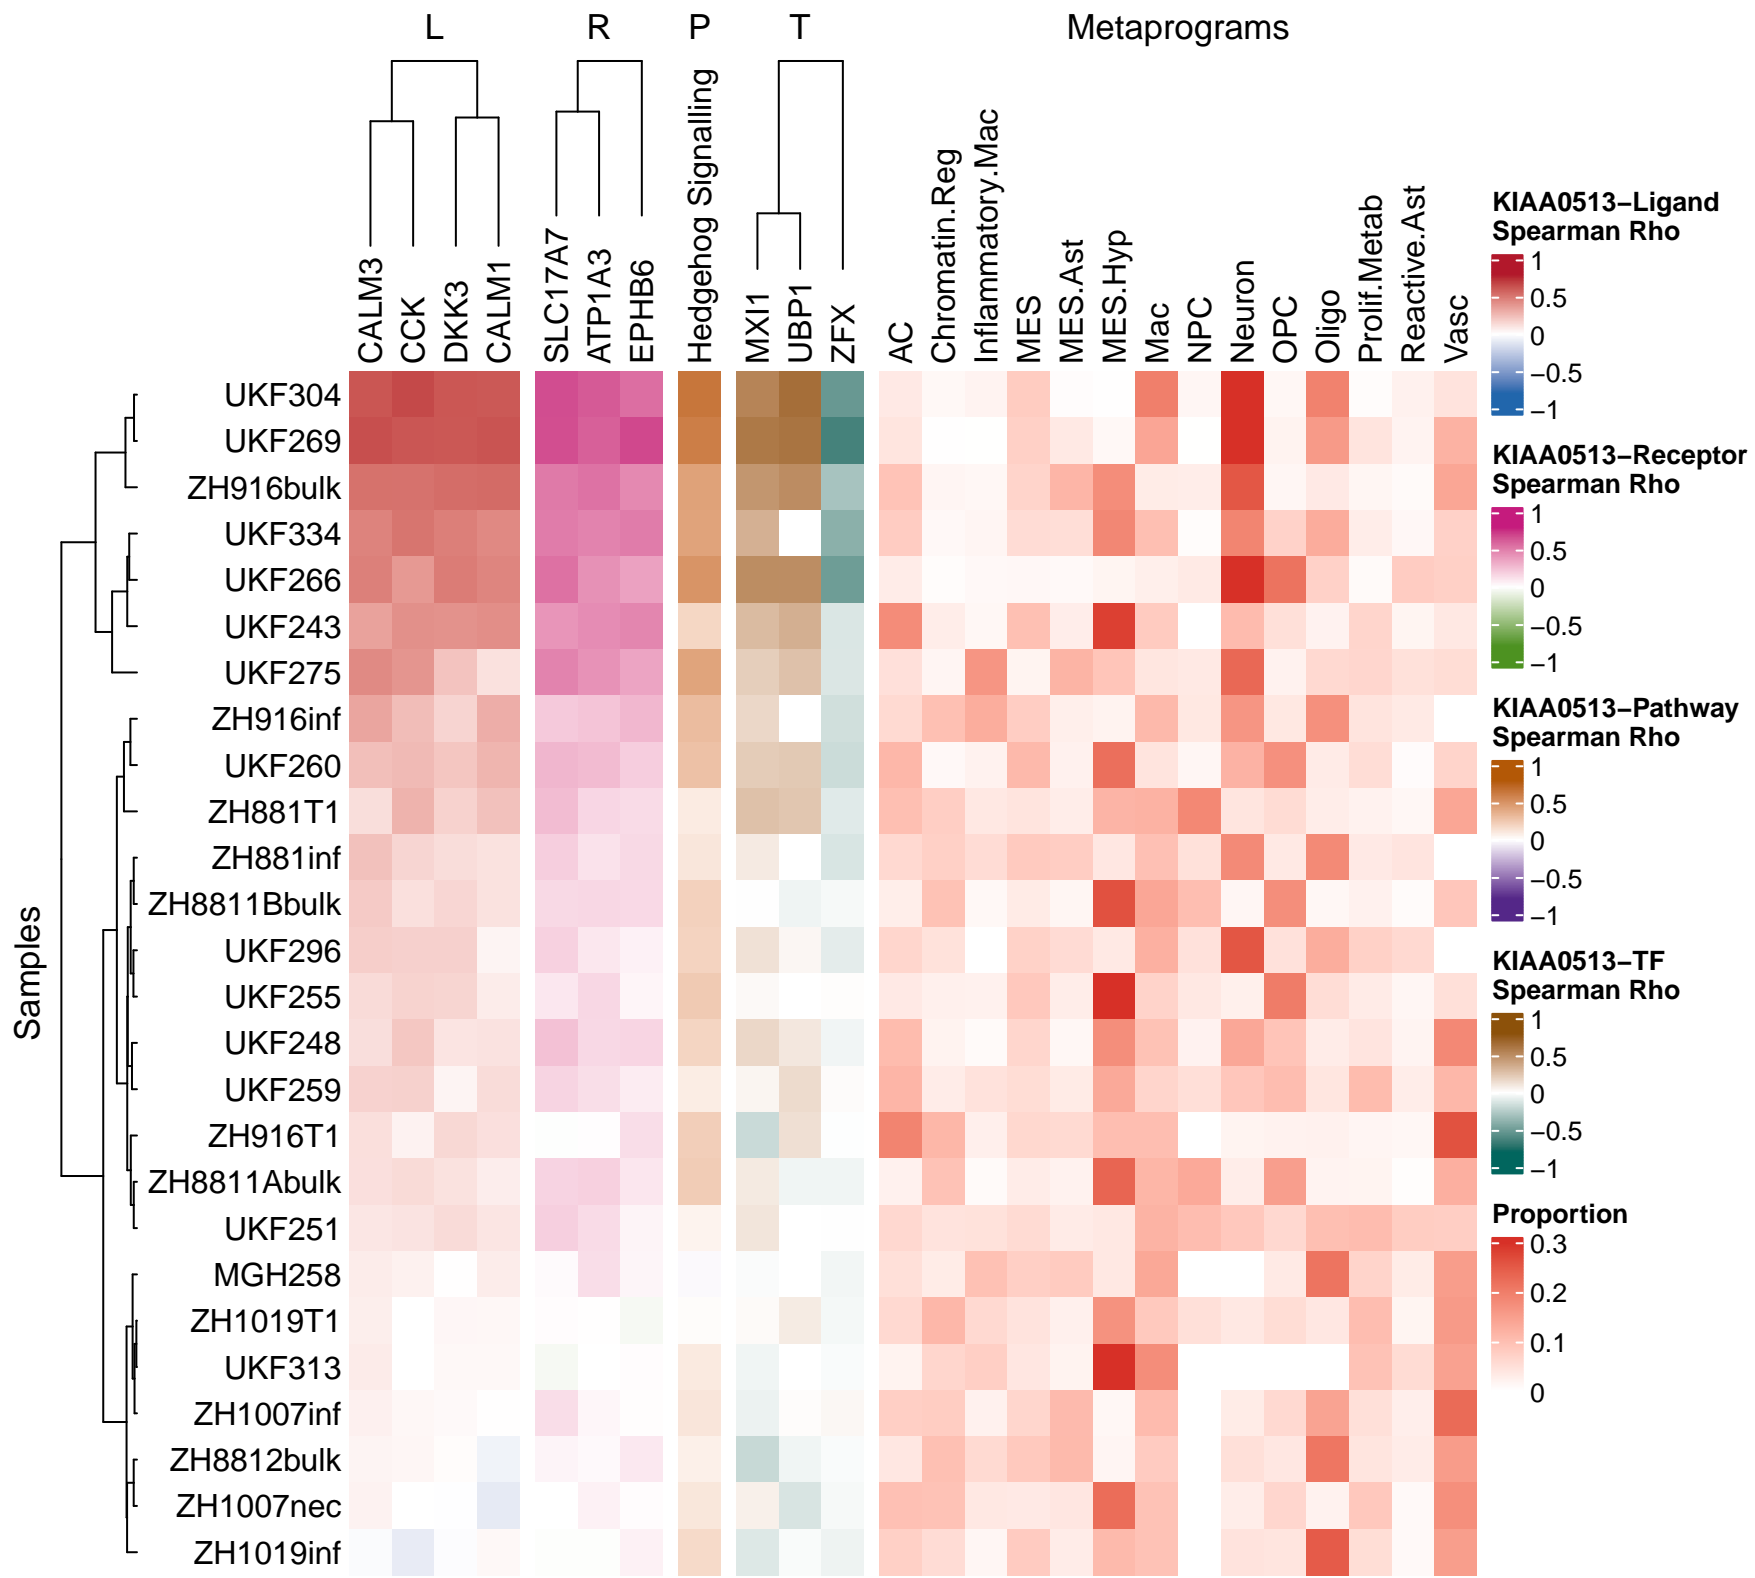 L R P T Metaprograms
CALM3
CCK
DKK3
CALM1
SLC17A7
ATP1A3
EPHB6
Hedgehog Signalling
MXI1
UBP1
ZFX
AC
Chromatin.Reg
Inflammatory.Mac
MES
MES.Ast
MES.Hyp
Mac
NPC
Neuron
OPC
Oligo
Prolif.Metab
Reactive.Ast
Vasc
Samples
UKF304
UKF269
ZH916bulk
UKF334
UKF266
UKF243
UKF275
ZH916inf
UKF260
ZH881T1
ZH881inf
ZH8811Bbulk
UKF296
UKF255
UKF248
UKF259
ZH916T1
ZH8811Abulk
UKF251
MGH258
ZH1019T1
UKF313
ZH1007inf
ZH8812bulk
ZH1007nec
ZH1019inf
KIAA0513−Ligand
Spearman Rho
1
0.5
0
−0.5
−1
KIAA0513−Receptor
Spearman Rho
1
0.5
0
−0.5
−1
KIAA0513−Pathway
Spearman Rho
1
0.5
0
−0.5
−1
KIAA0513−TF
Spearman Rho
1
0.5
0
−0.5
−1
Proportion
0.3
0.2
0.1
0